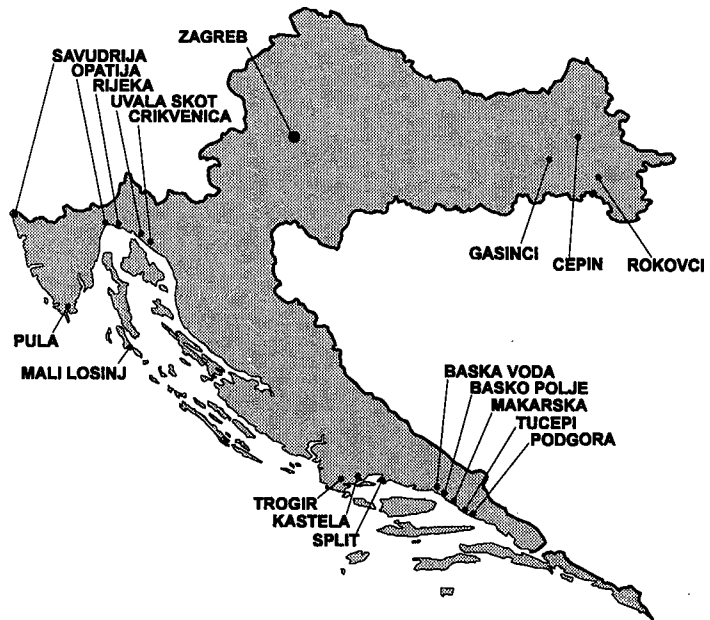 ZAGREB
SAVUDRIJA
OPATIJA
RIJEKA
UVALA SKOT
CRIKVENICA
GASINCI
CEPIN
ROKOVCI
PULA
MALI LOSINJ
BASKA VODA
BASKO POLJE
MAKARSKA
TUCEPI
PODGORA
TROGIR
KASTELA
SPLIT